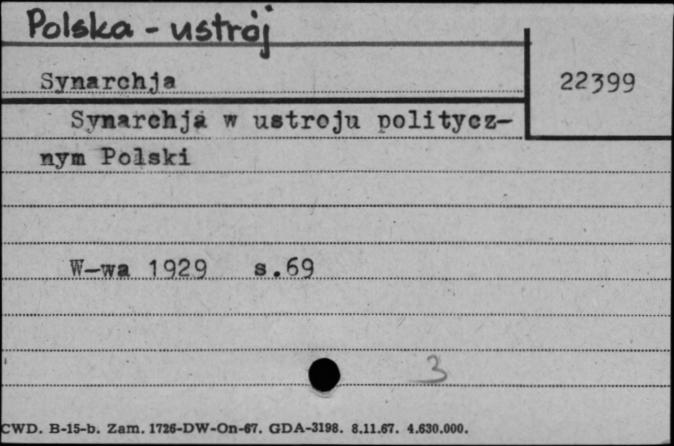 Polska - ustrój
Synarchja
22399
Synarchja w ustroju politycz-
nym Polski
W-wa 1929 s.69
3
CWD. B-15-b. Zam. 1726-DW-On-67. GDA-3198. 8.11.67. 4.630.000.